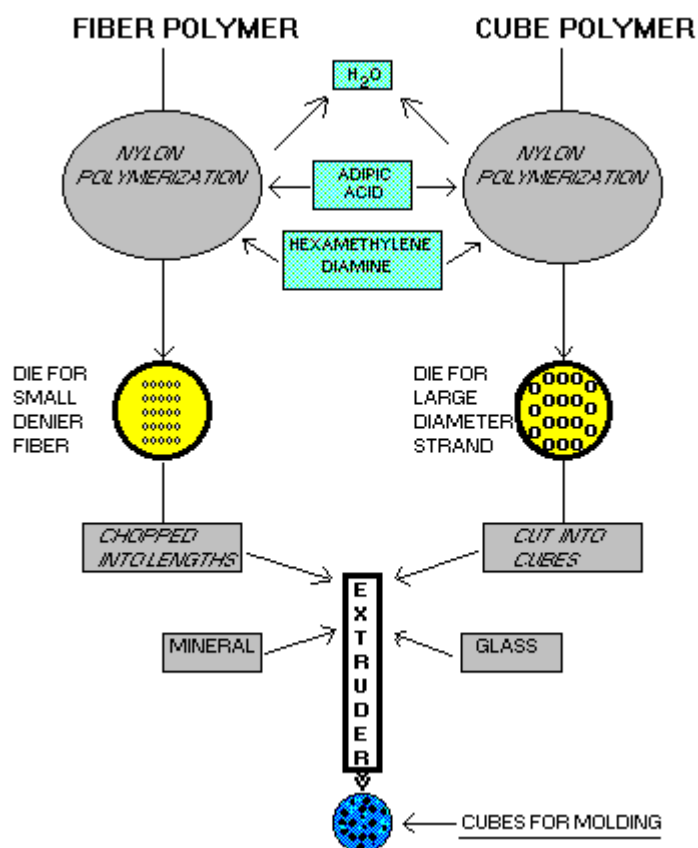 FIBER POLYMER
CUBE POLYMER
H2O
NYLON
POLYMERIZATION
NYLON
POLYMERIZATION
ADIPIC
ACID
HEXAMETHYLENE
DIAMINE
DIE FOR
SMALL
DENIER
FIBER
DIE FOR
LARGE
DIAMETER
STRAND
CHOPPED
INTO LENGTHS
CUT INTO
CUBES
EXTRUDER
MINERAL
GLASS
CUBES FOR MOLDING